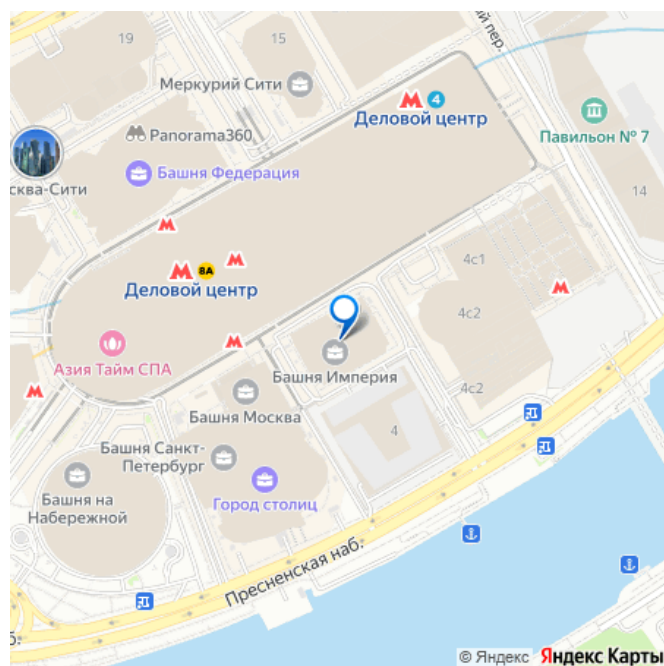 19
15
ий пер.
Меркурий Сити
4
Деловой центр
Panorama360
Павильон № 7
сква-Сити
Башня Федерация
14
8А
Деловой центр
4с1
4с2
Азия Тайм СПА
Башня Империя
4с2
Башня Москва
4
Башня Санкт-
Петербург
Башня на
Набережной
Город столиц
Пресненская наб.
б.
© Яндекс Яндекс Карты